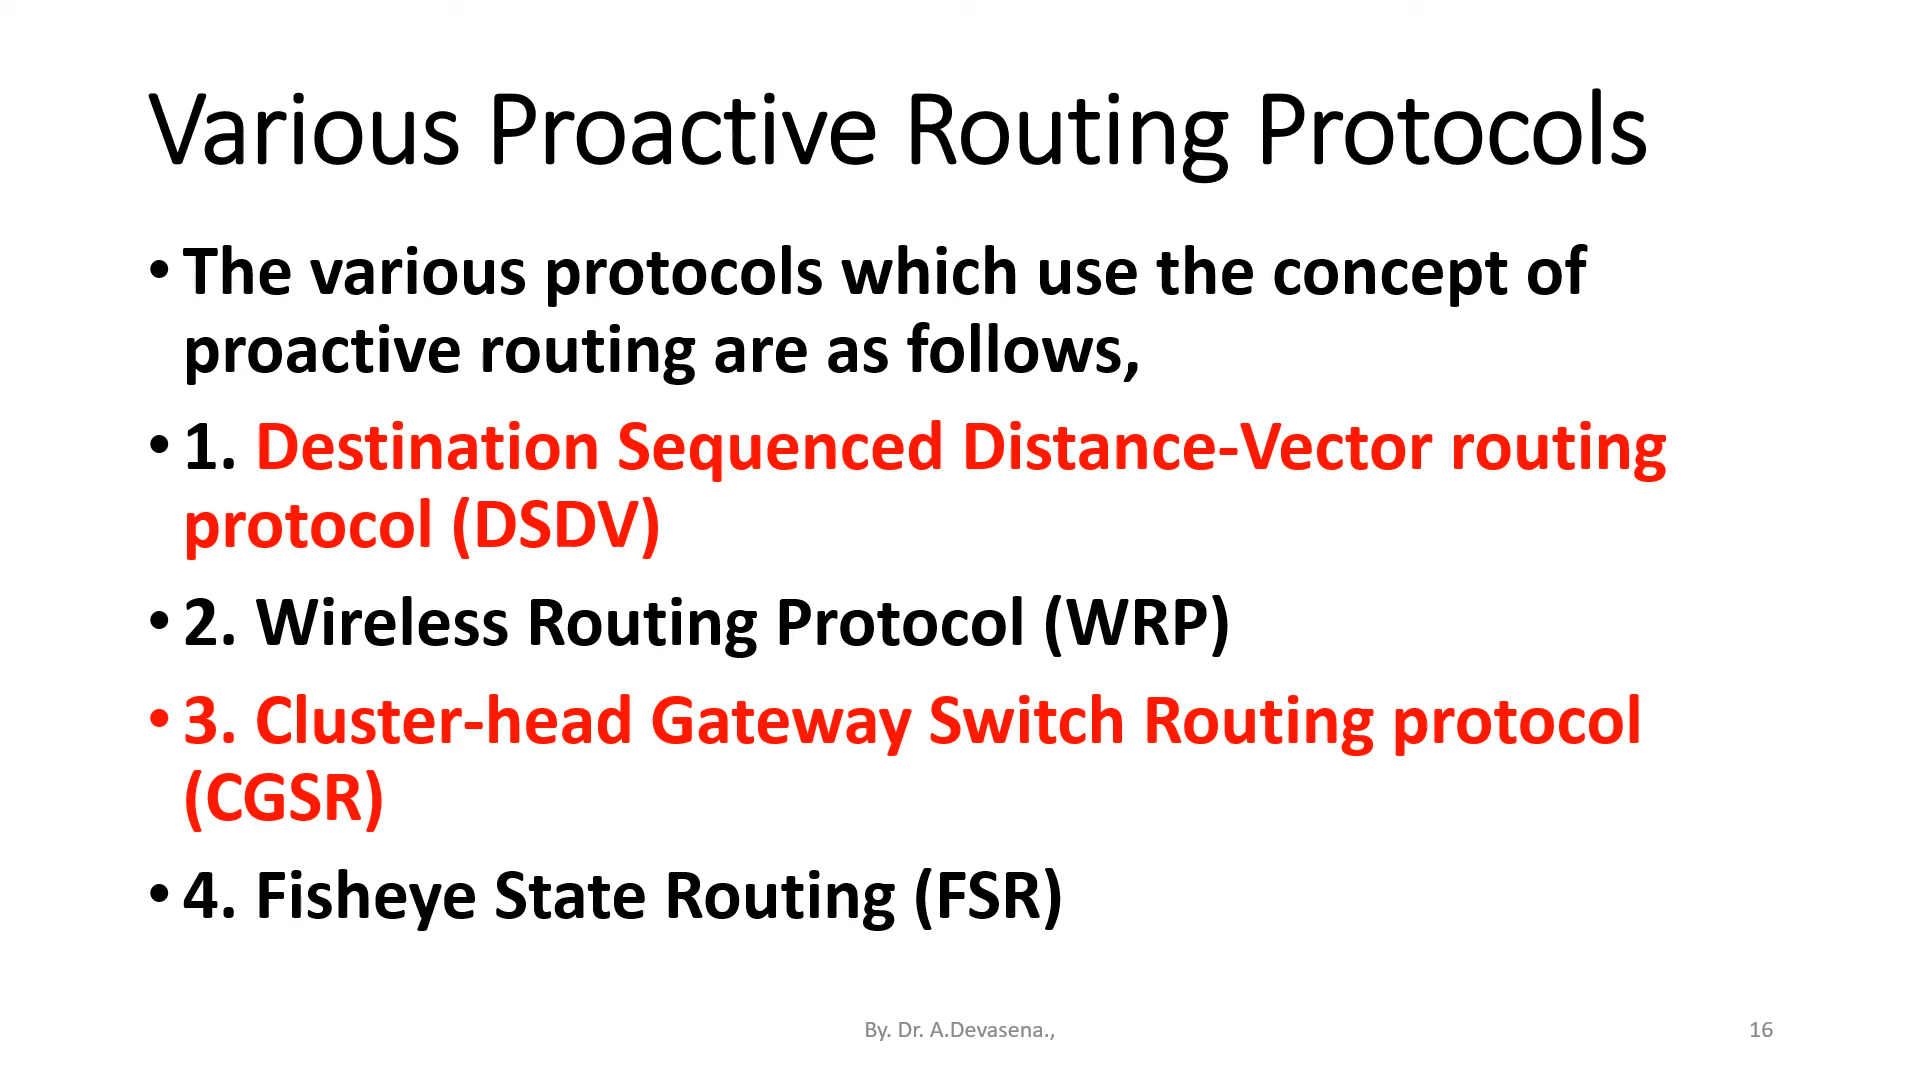 Various Proactive Routing Protocols
• The various protocols which use the concept of
proactive routing are as follows,
• 1. Destination Sequenced Distance-Vector routing
protocol (DSDV)
• 2. Wireless Routing Protocol (WRP)
• 3. Cluster-head Gateway Switch Routing protocol
(CGSR)
• 4. Fisheye State Routing (FSR)
By. Dr. A.Devasena.,
16